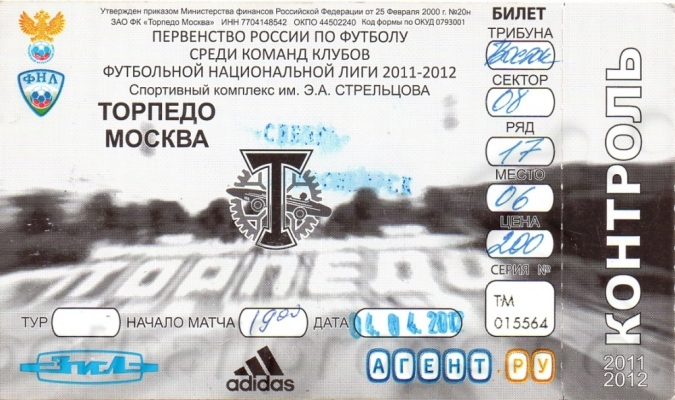 Утвержден приказом Министерства финансов Российской Федерации от 25 Февраля 2000 г. №20н
ЗАО ФК "Торпедо Москва" ИНН 7704148542 ОКПО 44502240 Код формы по ОКУД 0793001
ФНЛ
ПЕРВЕНСТВО РОССИИ ПО ФУТБОЛУ
СРЕДИ КОМАНД КЛУБОВ
ФУТБОЛЬНОЙ НАЦИОНАЛЬНОЙ ЛИГИ 2011-2012
Спортивный комплекс им. Э.А. СТРЕЛЬЦОВА
ТОРПЕДО
МОСКВА
Т
ТОРПЕДО
ТУР
НАЧАЛО МАТЧА 19 00
ДАТА
ЗИЛ
adidas
АГЕНТ.РУ
БИЛЕТ
ТРИБУНА
Восток
СЕКТОР
08
РЯД
17
МЕСТО
06
ЦЕНА
200
СЕРИЯ №
ТМ
015564
КОНТРОЛЬ
2011
2012